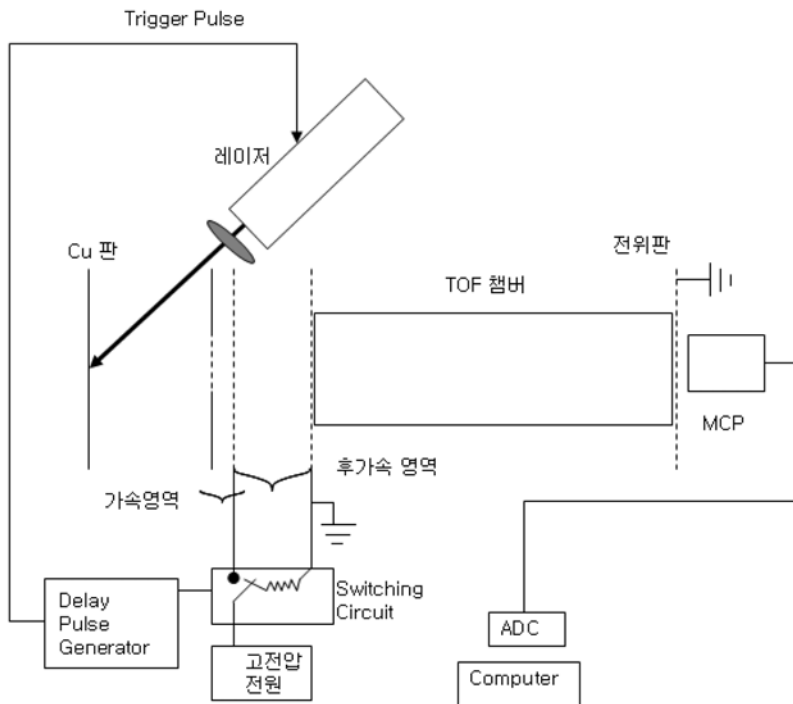 Trigger Pulse
레이저
Cu 판
전위판
TOF 챔버
MCP
후가속 영역
가속영역
Delay
Pulse
Generator
Switching
Circuit
고전압
전원
ADC
Computer